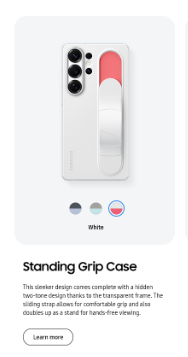 SAMSUNG
White
Standing Grip Case
This sleeker design comes complete with a hidden
two-tone design thanks to the transparent frame. The
sliding strap allows for comfortable grip and also
doubles up as a stand for hands-free viewing.
Learn more